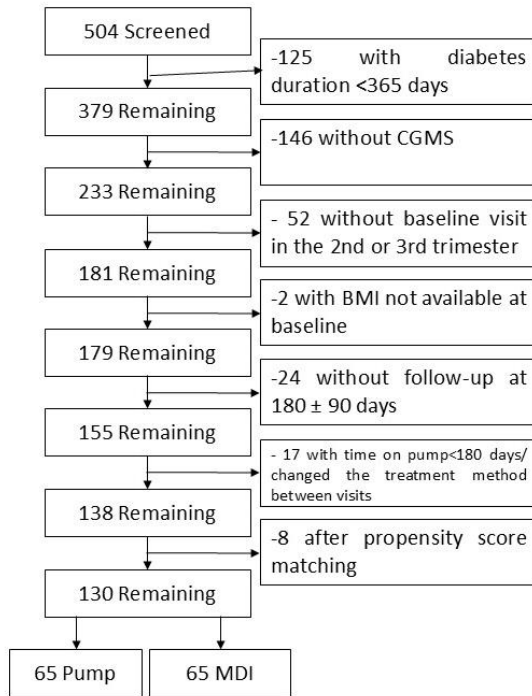 504 Screened
-125 with diabetes
duration <365 days
379 Remaining
-146 without CGMS
233 Remaining
- 52 without baseline visit
in the 2nd or 3rd trimester
181 Remaining
-2 with BMI not available at
baseline
179 Remaining
-24 without follow-up at
180 ± 90 days
155 Remaining
- 17 with time on pump<180 days/
changed the treatment method
between visits
138 Remaining
-8 after propensity score
matching
130 Remaining
65 Pump
65 MDI